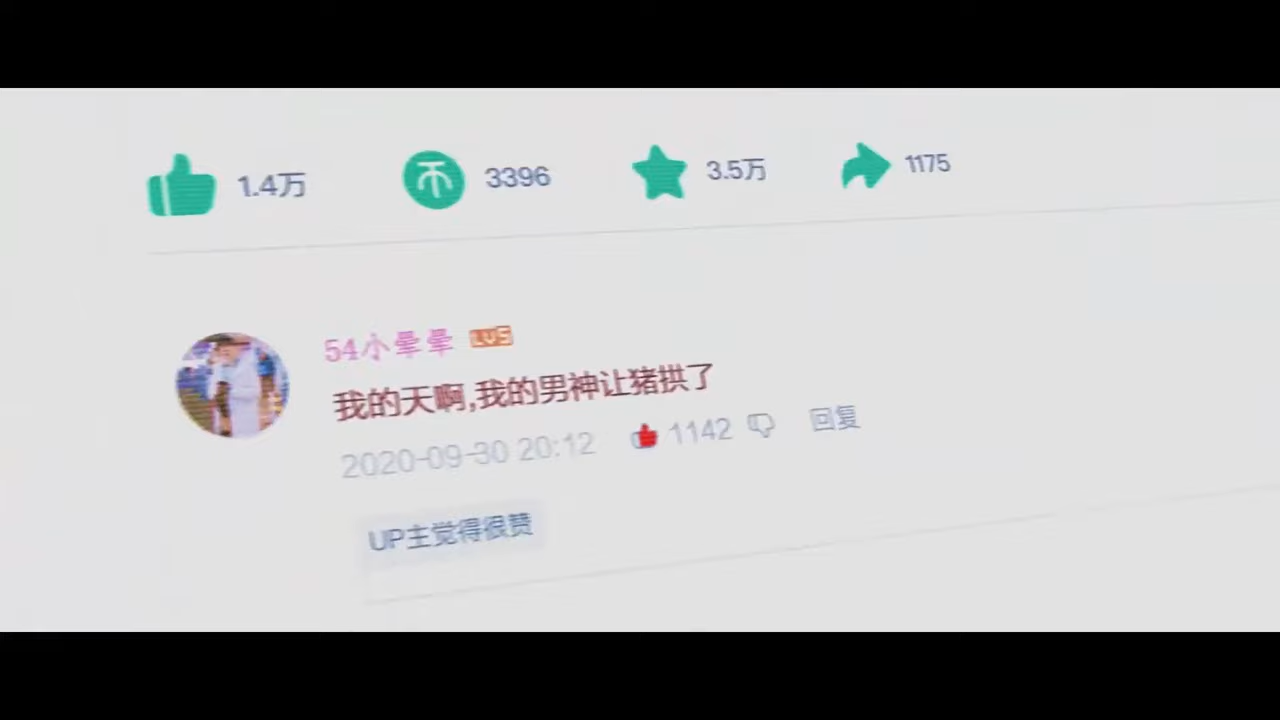 1.4万 3396 3.5万 1175
54小晕晕 LV5
我的天啊,我的男神让猪拱了
2020-09-30 20:12 1142 回复
UP主觉得很赞